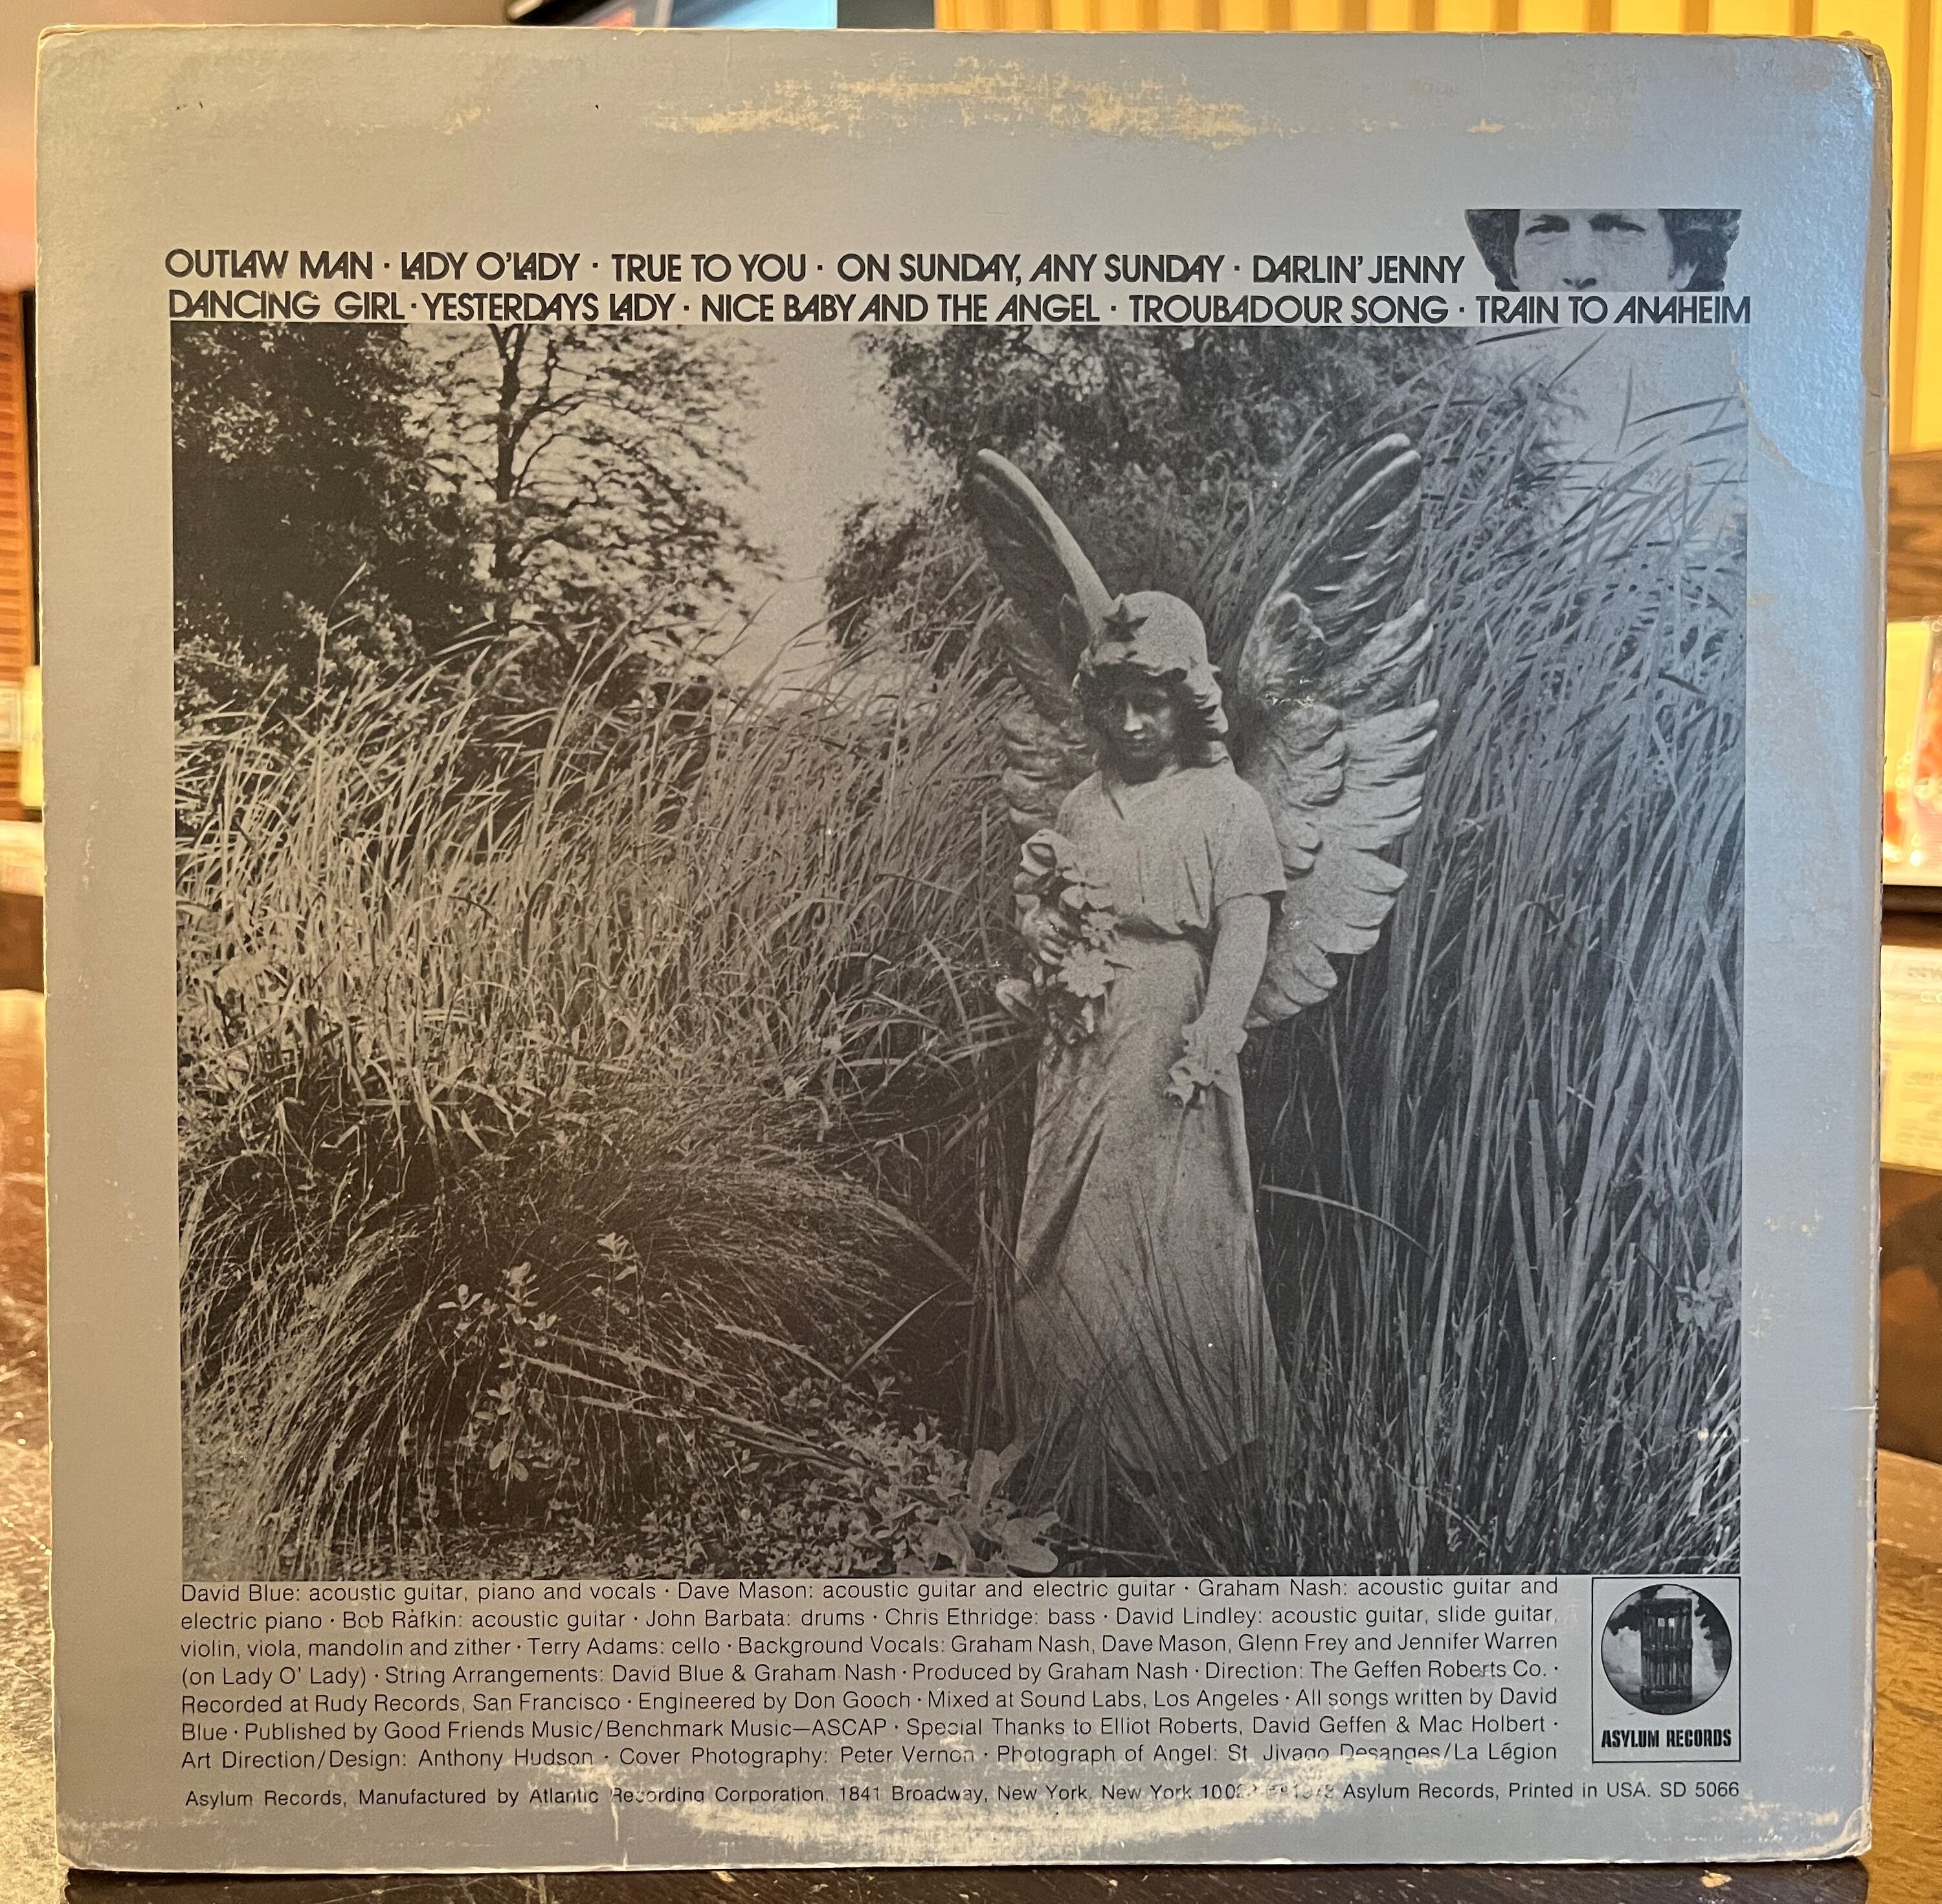 OUTLAW MAN · LADY O'LADY · TRUE TO YOU · ON SUNDAY, ANY SUNDAY · DARLIN' JENNY
DANCING GIRL · YESTERDAYS LADY · NICE BABY AND THE ANGEL · TROUBADOUR SONG · TRAIN TO ANAHEIM
David Blue: acoustic guitar, piano and vocals · Dave Mason: acoustic guitar and electric guitar · Graham Nash: acoustic guitar and
electric piano · Bob Rafkin: acoustic guitar · John Barbata: drums · Chris Ethridge: bass · David Lindley: acoustic guitar, slide guitar,
violin, viola, mandolin and zither · Terry Adams: cello · Background Vocals: Graham Nash, Dave Mason, Glenn Frey and Jennifer Warren
(on Lady O' Lady) · String Arrangements: David Blue & Graham Nash · Produced by Graham Nash · Direction: The Geffen Roberts Co. ·
Recorded at Rudy Records, San Francisco · Engineered by Don Gooch · Mixed at Sound Labs, Los Angeles · All songs written by David
Blue · Published by Good Friends Music/Benchmark Music—ASCAP · Special Thanks to Elliot Roberts, David Geffen & Mac Holbert ·
Art Direction/Design: Anthony Hudson · Cover Photography: Peter Vernon · Photograph of Angel: St. Jivago Desanges/La Légion
ASYLUM RECORDS
Asylum Records, Manufactured by Atlantic Recording Corporation, 1841 Broadway, New York, New York Asylum Records, Printed in USA. SD 5066